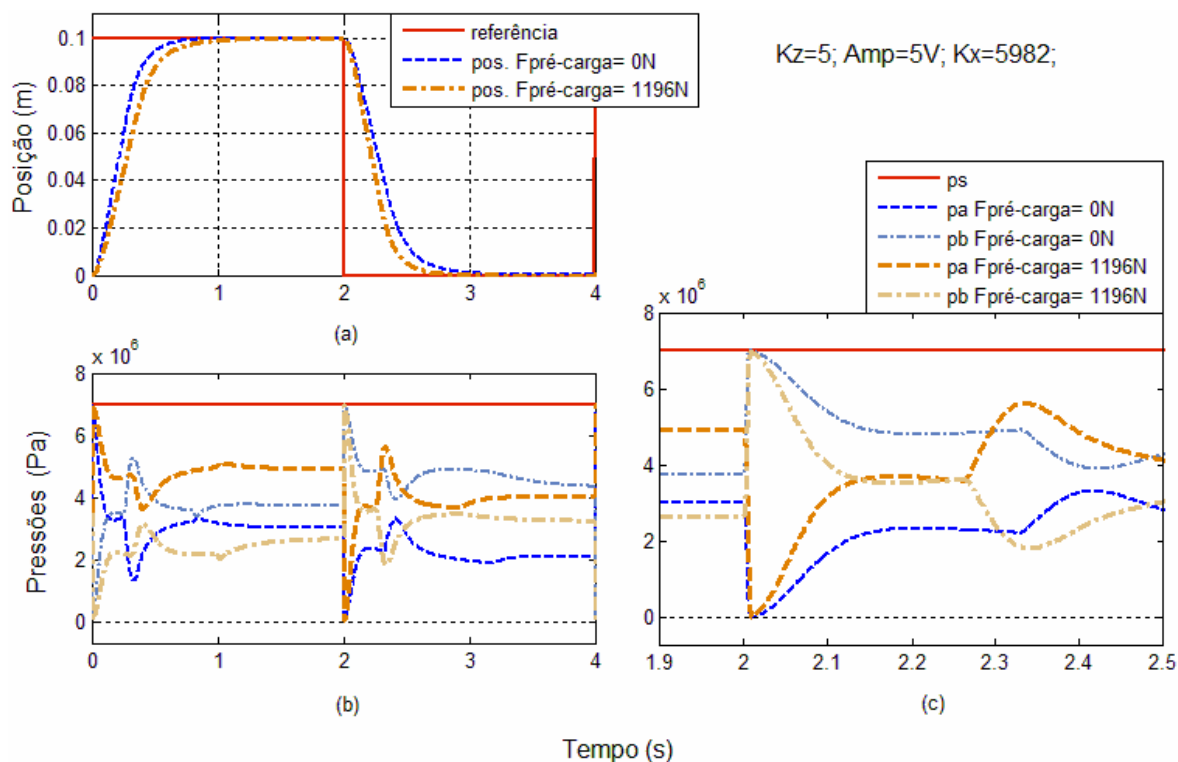 referência
pos. Fpré-carga= 0N
pos. Fpré-carga= 1196N
Kz=5; Amp=5V; Kx=5982;
Posição (m)
0.1
0.08
0.06
0.04
0.02
0
0 1 2 3 4
(a)
ps
pa Fpré-carga= 0N
pb Fpré-carga= 0N
pa Fpré-carga= 1196N
pb Fpré-carga= 1196N
x 10^6
Pressões (Pa)
8
6
4
2
0
0 1 2 3 4
(b)
x 10^6
8
6
4
2
0
1.9 2 2.1 2.2 2.3 2.4 2.5
(c)
Tempo (s)